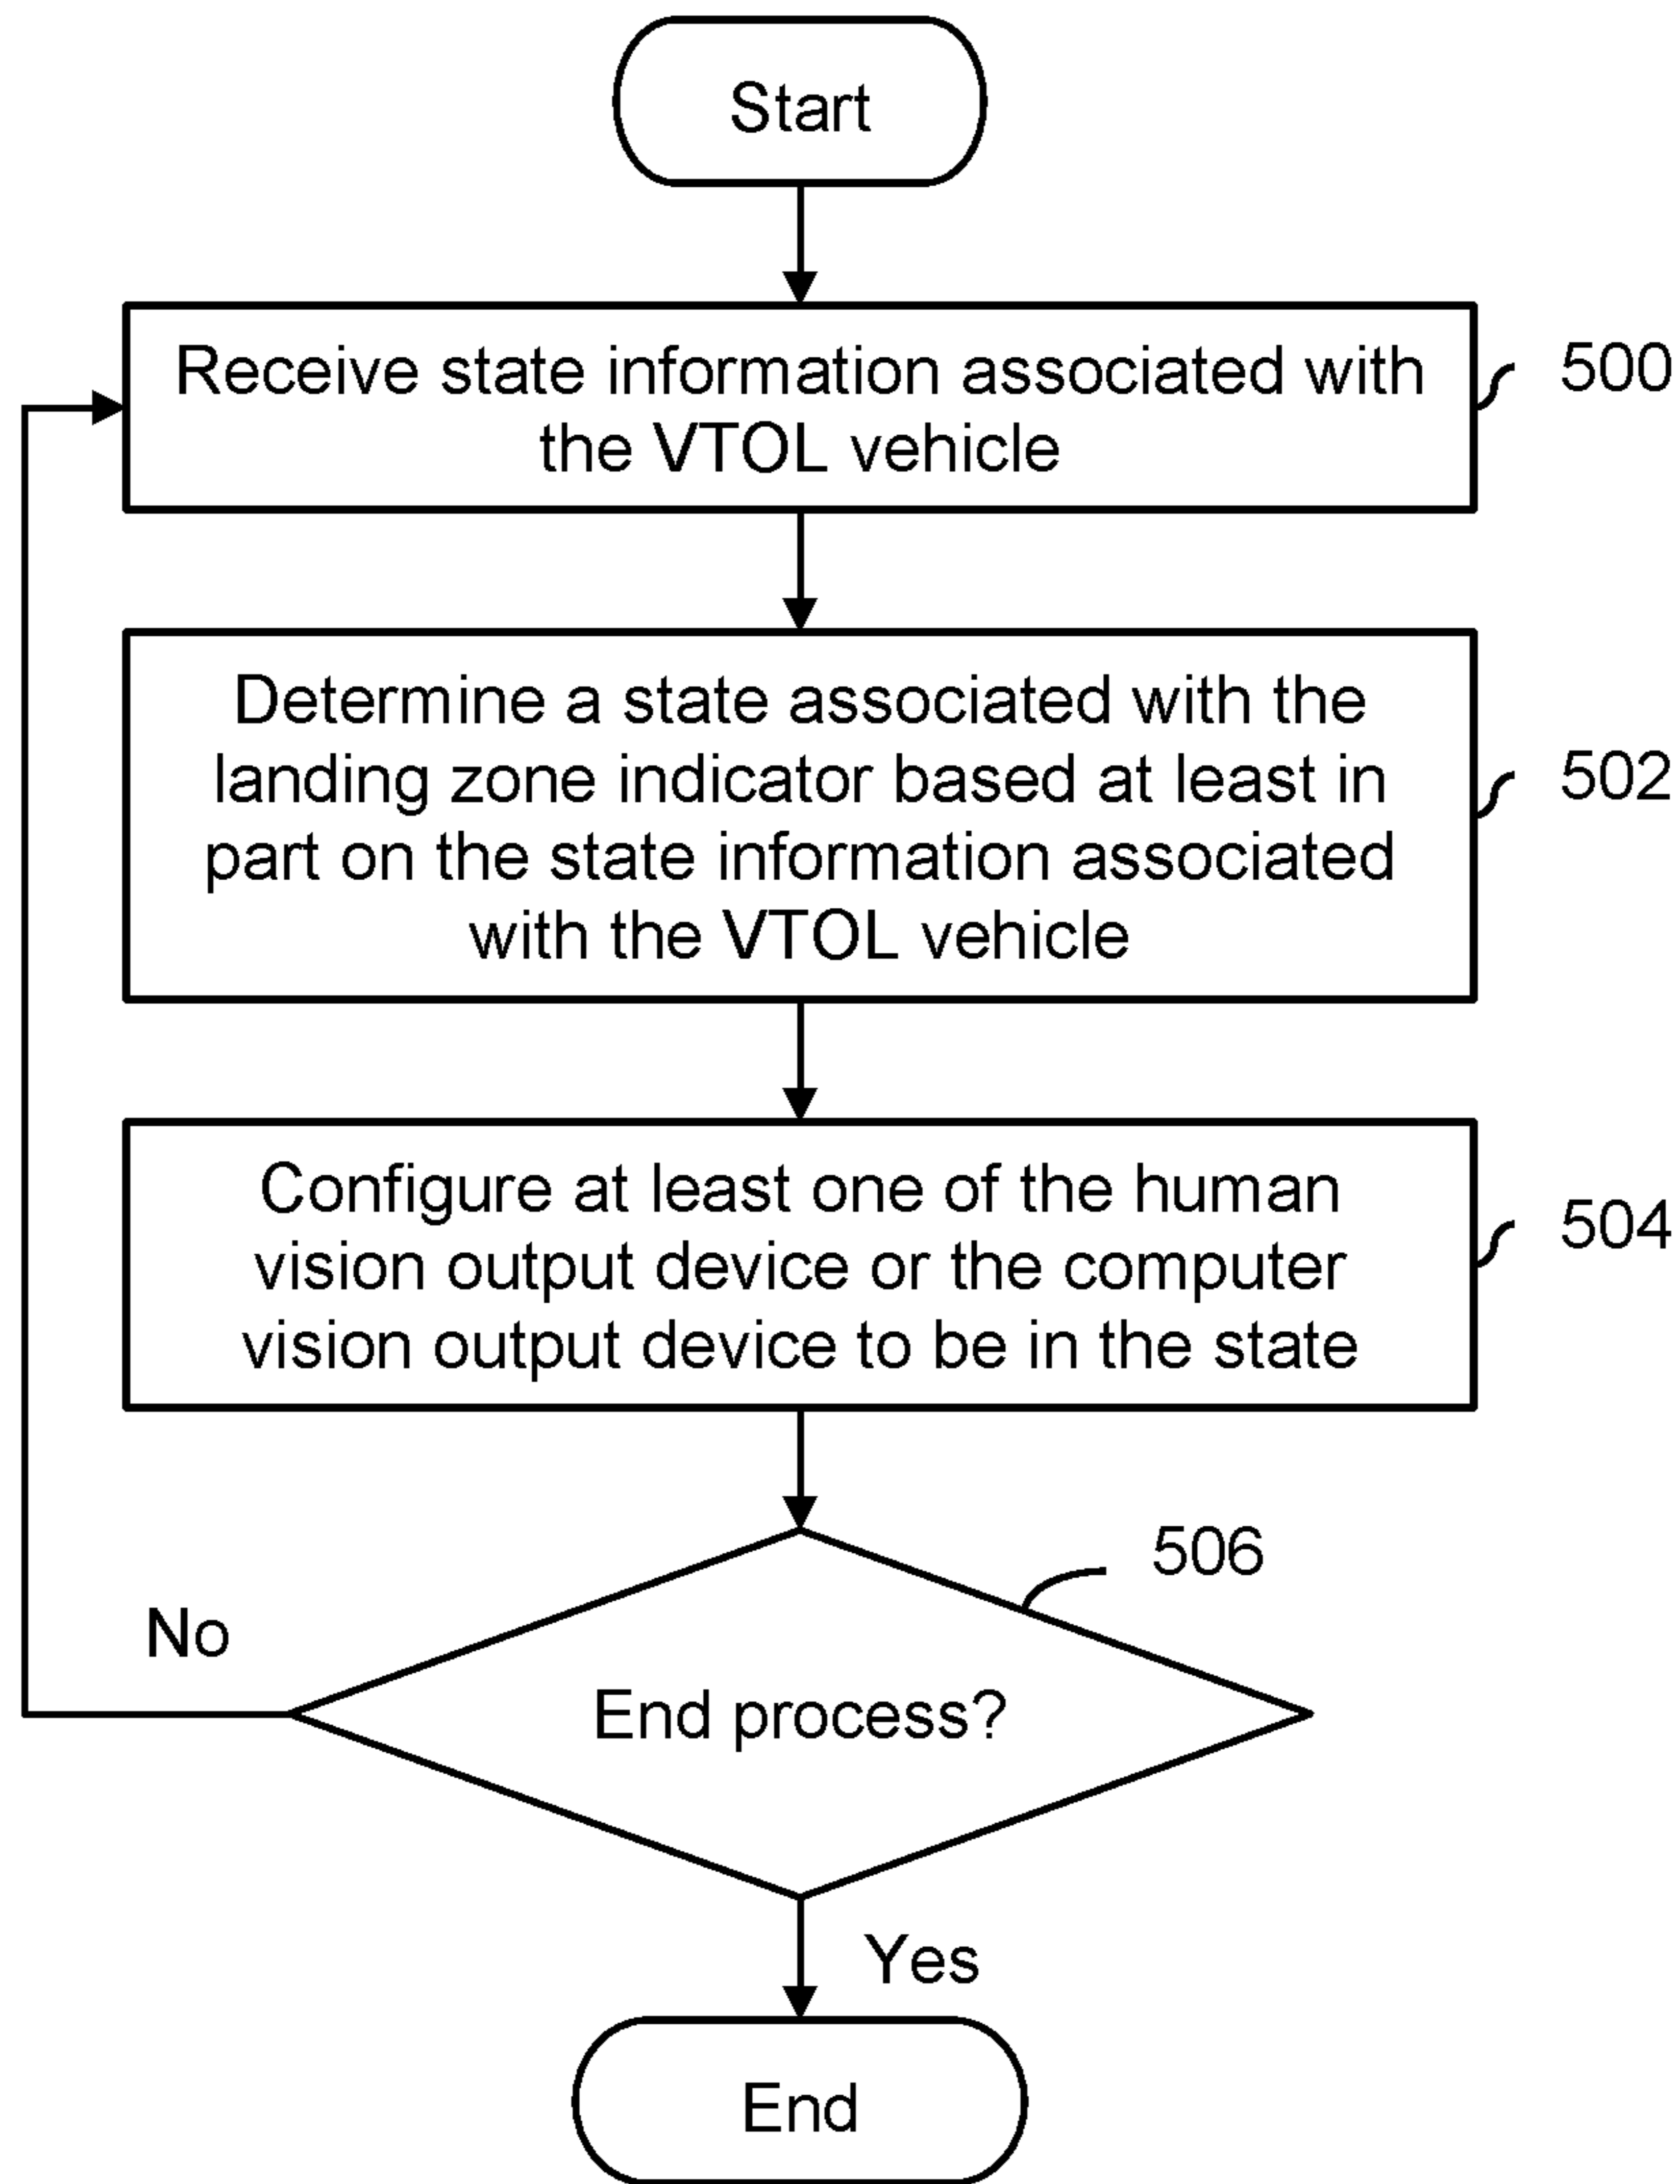 Start
Receive state information associated with
the VTOL vehicle
500
Determine a state associated with the
landing zone indicator based at least in
part on the state information associated
with the VTOL vehicle
502
Configure at least one of the human
vision output device or the computer
vision output device to be in the state
504
506
End process?
No
Yes
End